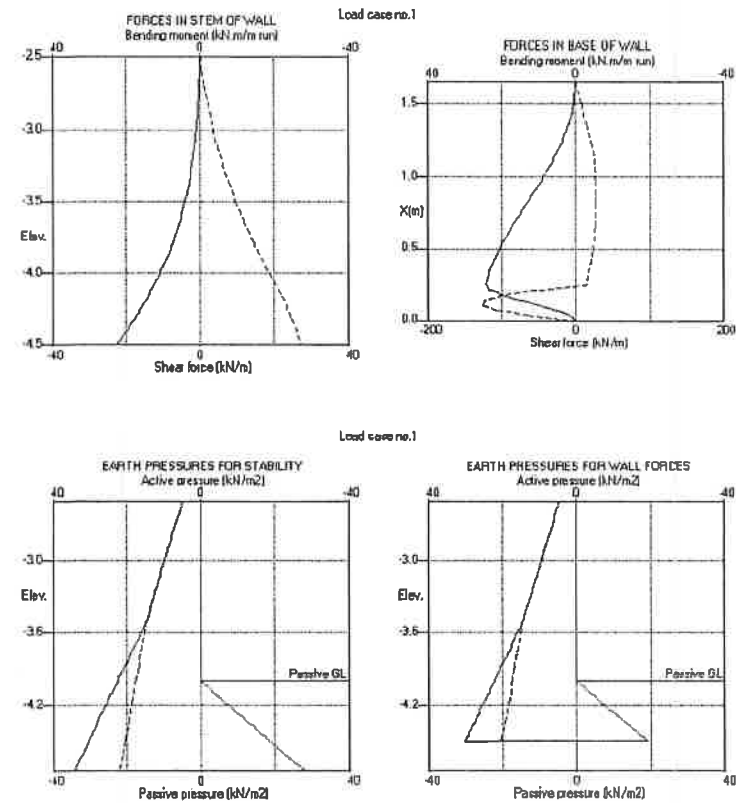 Load case no.1
FORCES IN STEM OF WALL
Bending moment (kN.m/m run)
40 0 -40
-2.5
-3.0
-3.5
Elev.
-4.0
-4.5
-40 0 40
Shear force (kN/m)
FORCES IN BASE OF WALL
Bending moment (kN.m/m run)
40 0 -40
1.5
1.0
X(m)
0.5
0.0
-200 0 200
Shear force (kN/m)
Load case no.1
EARTH PRESSURES FOR STABILITY
Active pressure (kN/m2)
40 0 -40
-3.0
Elev.
-3.6
Passive GL
-4.2
-40 0 40
Passive pressure (kN/m2)
EARTH PRESSURES FOR WALL FORCES
Active pressure (kN/m2)
40 0 -40
-3.0
Elev.
-3.6
Passive GL
-4.2
-40 0 40
Passive pressure (kN/m2)